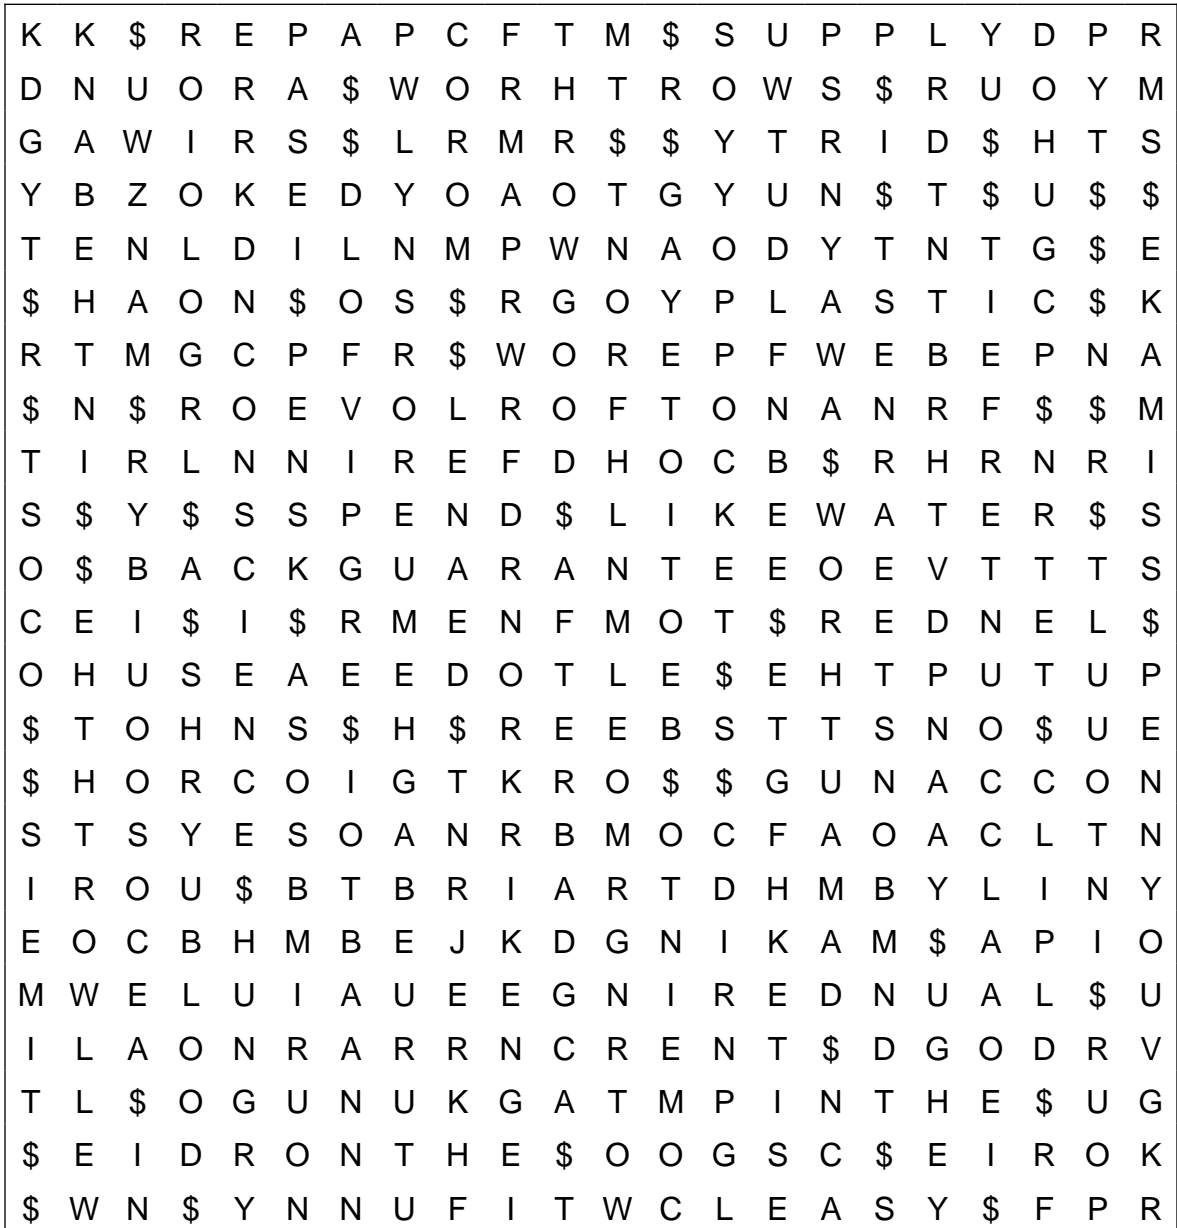 K K $ R E P A P C F T M $ S U P P L Y D P R
D N U O R A $ W O R H T R O W S $ R U O Y M
G A W I R S $ L R M R $ $ Y T R I D $ H T S
Y B Z O K E D Y O A O T G Y U N $ T $ U $ $
T E N L D I L N M P W N A O D Y T N T G $ E
$ H A O N $ O S $ R G O Y P L A S T I C $ K
R T M G C P F R $ W O R E P F W E B E P N A
$ N $ R O E V O L R O F T O N A N R F $ $ M
T I R L N N I R E F D H O C B $ R H R N R I
S $ Y $ S S P E N D $ L I K E W A T E R $ S
O $ B A C K G U A R A N T E E O E V T T T S
C E I $ I $ R M E N F M O T $ R E D N E L $
O H U S E A E E D O T L E $ E H T P U T U P
$ T O H N S $ H $ R E E B S T T S N O $ U E
$ H O R C O I G T K R O $ $ G U N A C C O N
S T S Y E S O A N R B M O C F A O A C L T N
I R O U $ B T B R I A R T D H M B Y L I N Y
E O C B H M B E J K D G N I K A M $ A P I O
M W E L U I A U E E G N I R E D N U A L $ U
I L A O N R A R R N C R E N T $ D G O D R V
T L $ O G U N U K G A T M P I N T H E $ U G
$ E I D R O N T H E $ O O G S C $ E I R O K
$ W N $ Y N N U F I T W C L E A S Y $ F P R